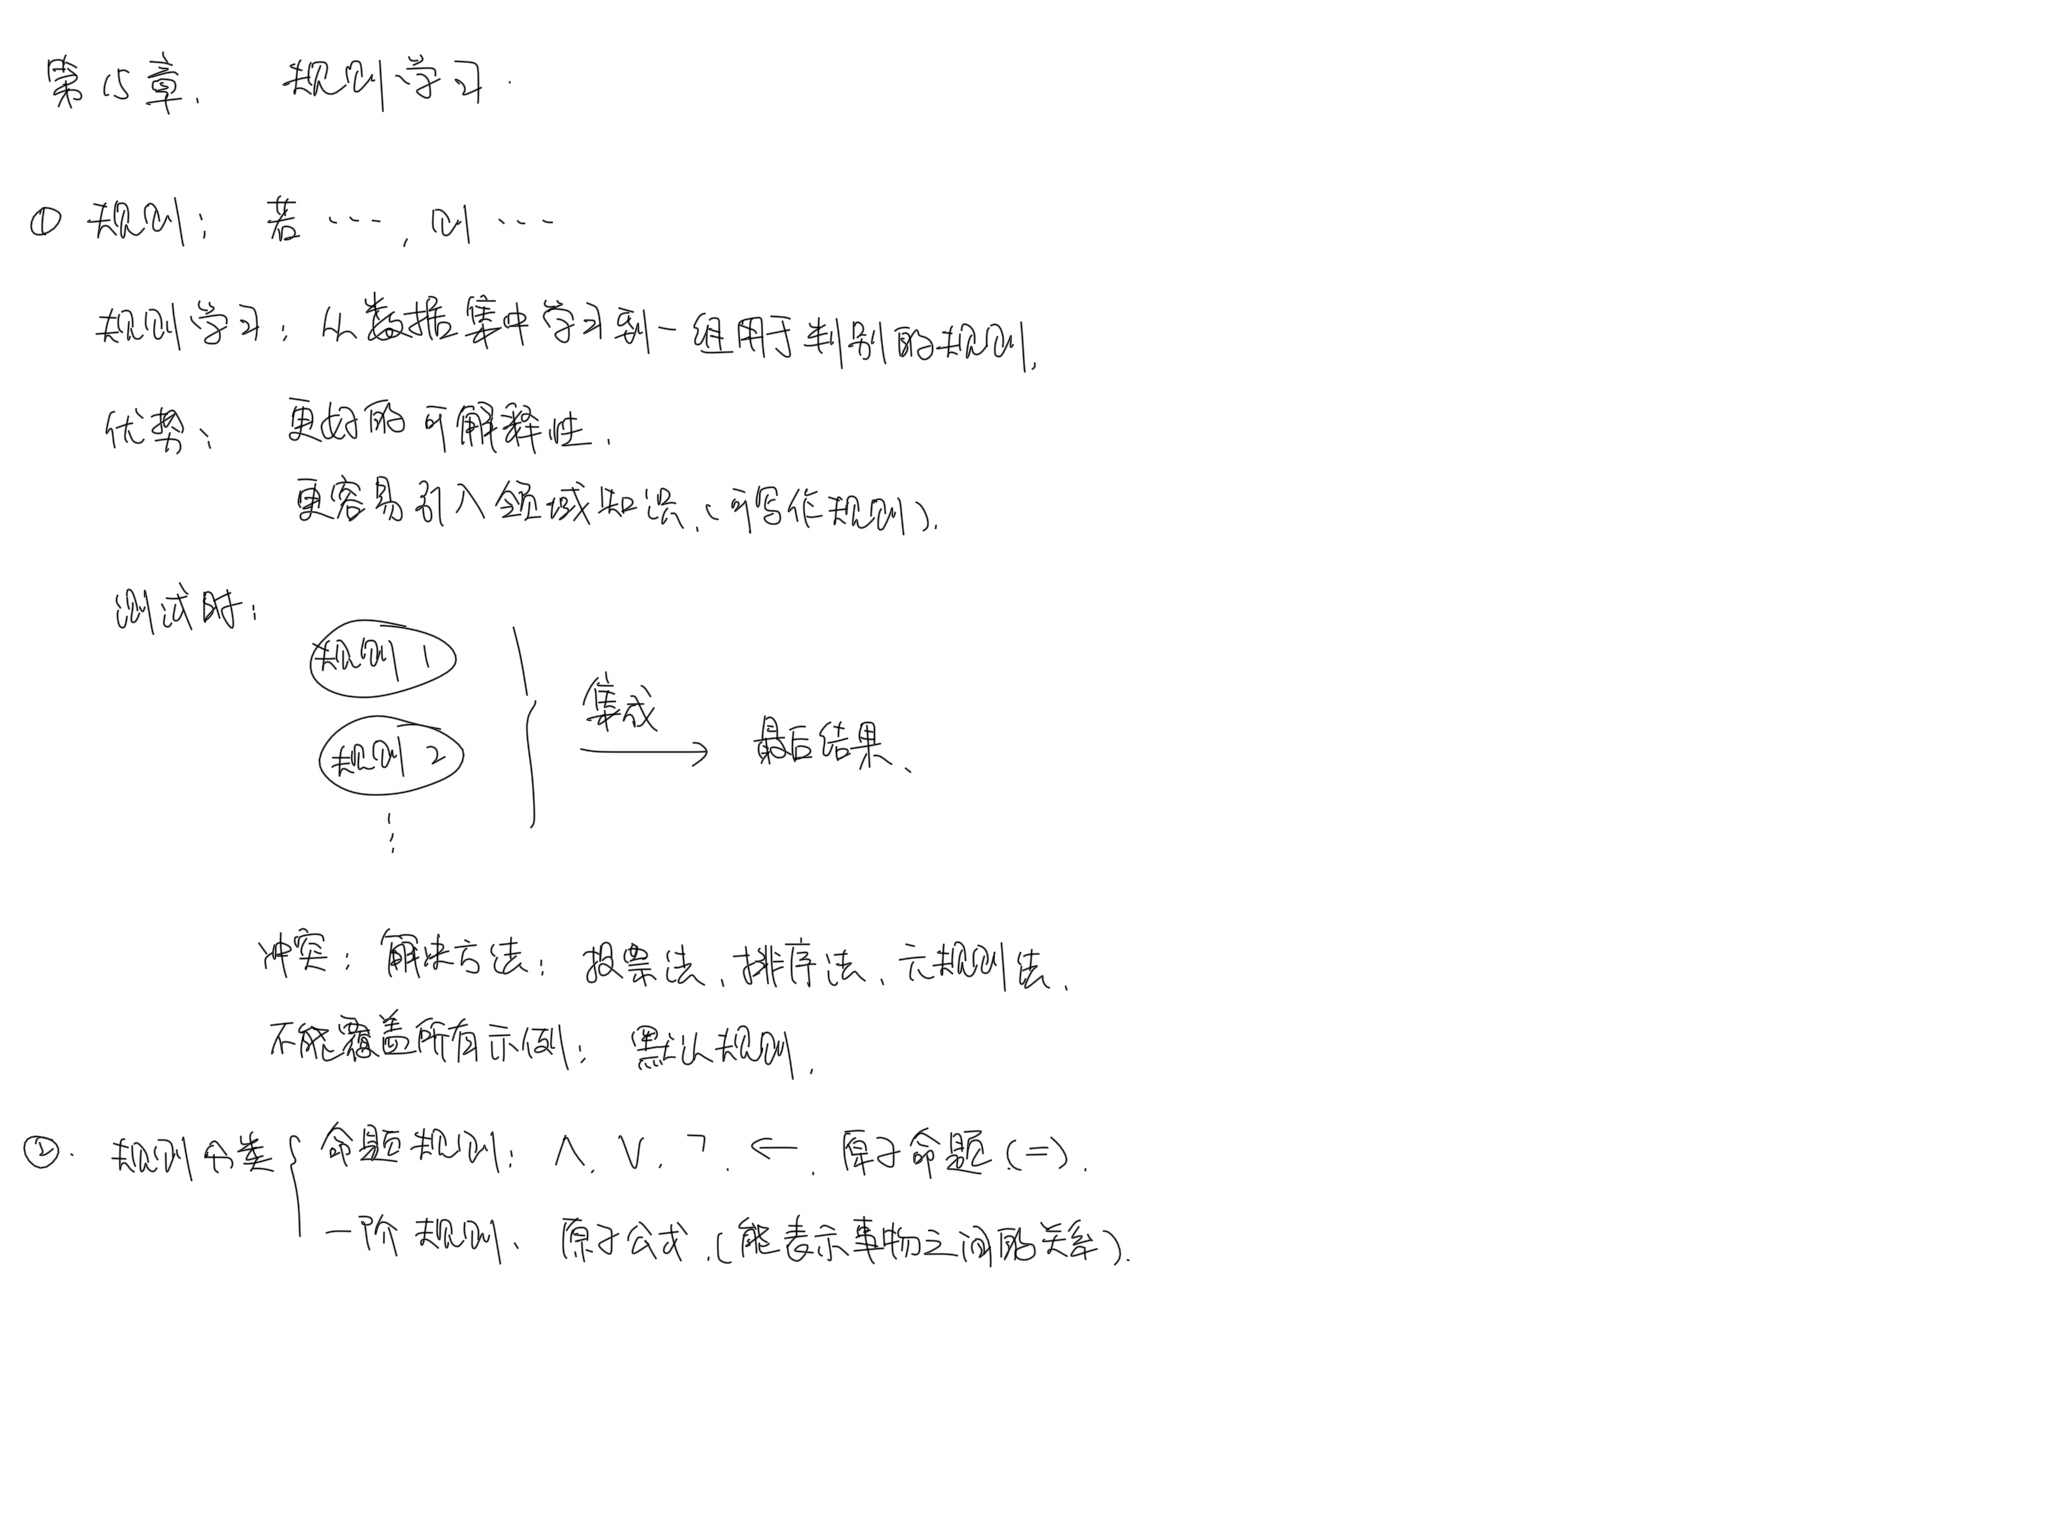 第15章. 规则学习.
① 规则: 若……, 则……
规则学习: 从数据集中学习到一组用于判别的规则.
优势: 更好的可解释性.
更容易引入领域知识.(可写作规则).
测试时:
规则1
规则2
⋮
集成
→ 最后结果、
冲突: 解决方法: 投票法、排序法、元规则法.
不能覆盖所有示例: 默认规则.
②. 规则分类 { 命题规则: ∧. ∨. ¬. ←. 原子命题(=).
一阶规则、 原子公式.(能表示事物之间的关系).